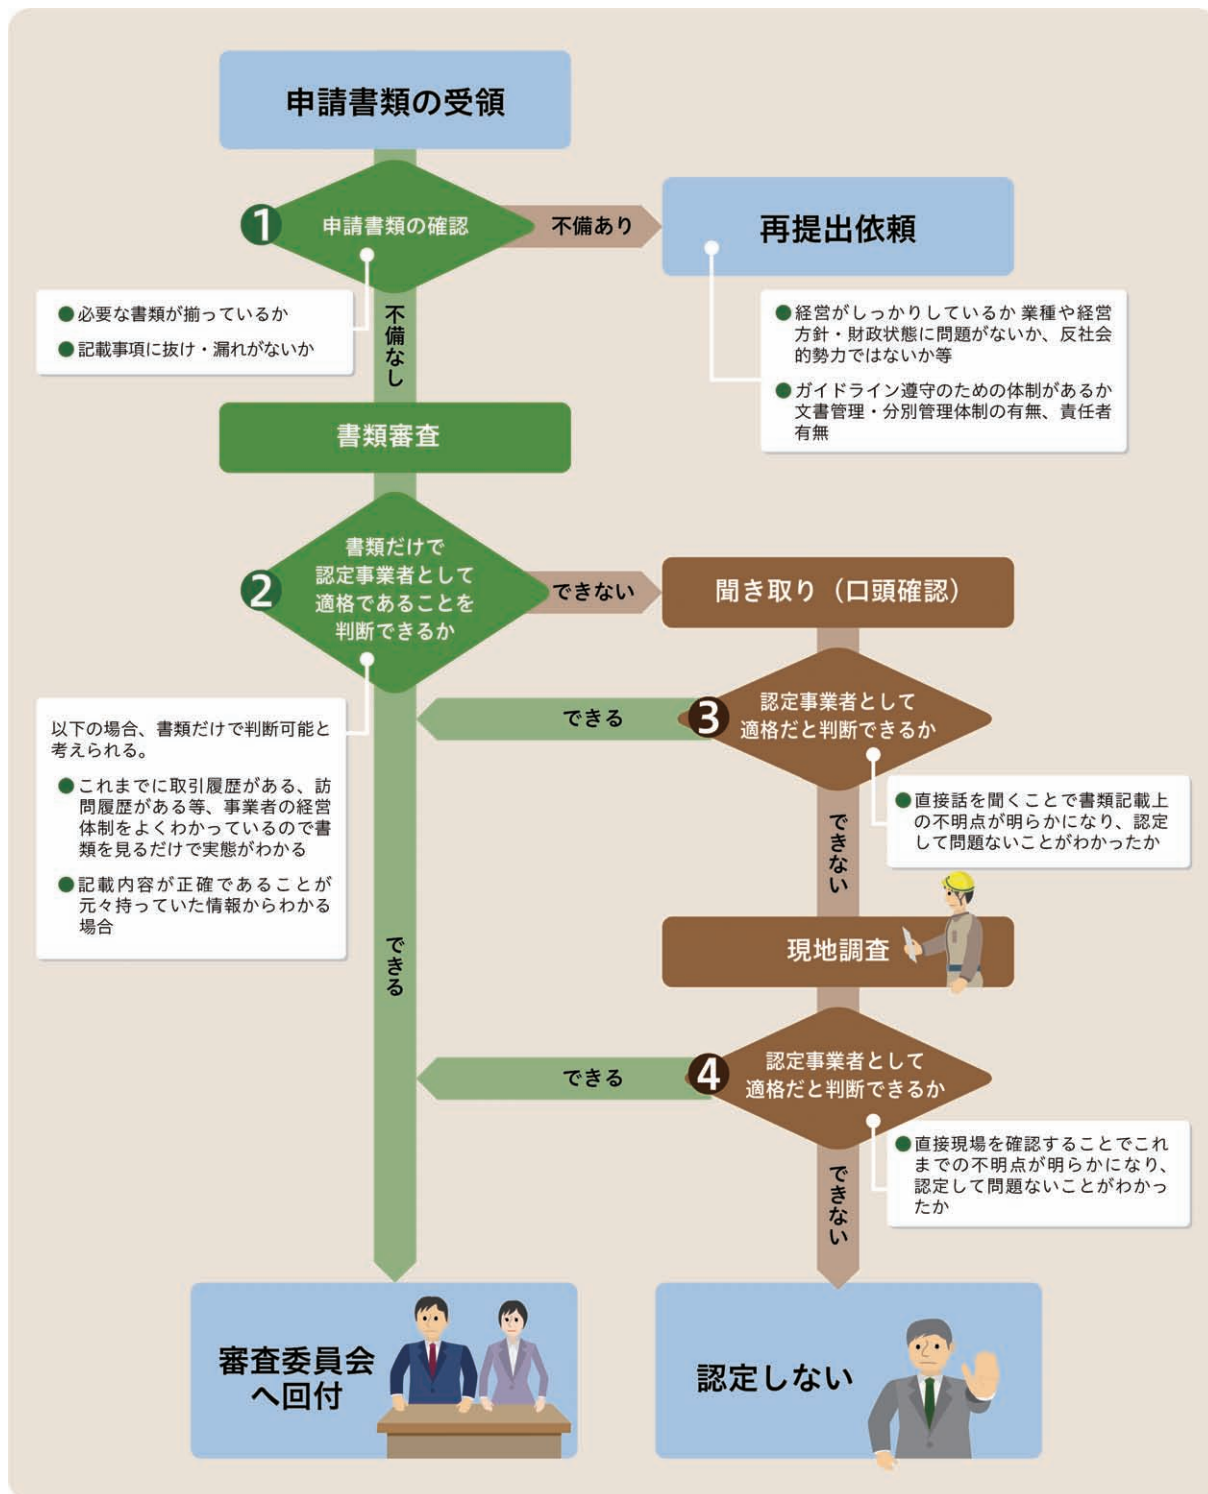 申請書類の受領
1
申請書類の確認
不備あり
再提出依頼
必要な書類が揃っているか
記載事項に抜け・漏れがないか
不備なし
経営がしっかりしているか 業種や経営
方針・財政状態に問題がないか、反社会
的勢力ではないか等
ガイドライン遵守のための体制があるか
文書管理・分別管理体制の有無、責任者
有無
書類審査
2
書類だけで
認定事業者として
適格であることを
判断できるか
できない
聞き取り（口頭確認）
以下の場合、書類だけで判断可能と
考えられる。
これまでに取引履歴がある、訪
問履歴がある等、事業者の経営
体制をよくわかっているので書
類を見るだけで実態がわかる
記載内容が正確であることが
元々持っていた情報からわかる
場合
できる
3
認定事業者として
適格だと判断できるか
直接話を聞くことで書類記載上
の不明点が明らかになり、認定
して問題ないことがわかったか
できない
現地調査
できる
できる
4
認定事業者として
適格だと判断できるか
直接現場を確認することでこれ
までの不明点が明らかになり、
認定して問題ないことがわかっ
たか
できない
審査委員会
へ回付
認定しない